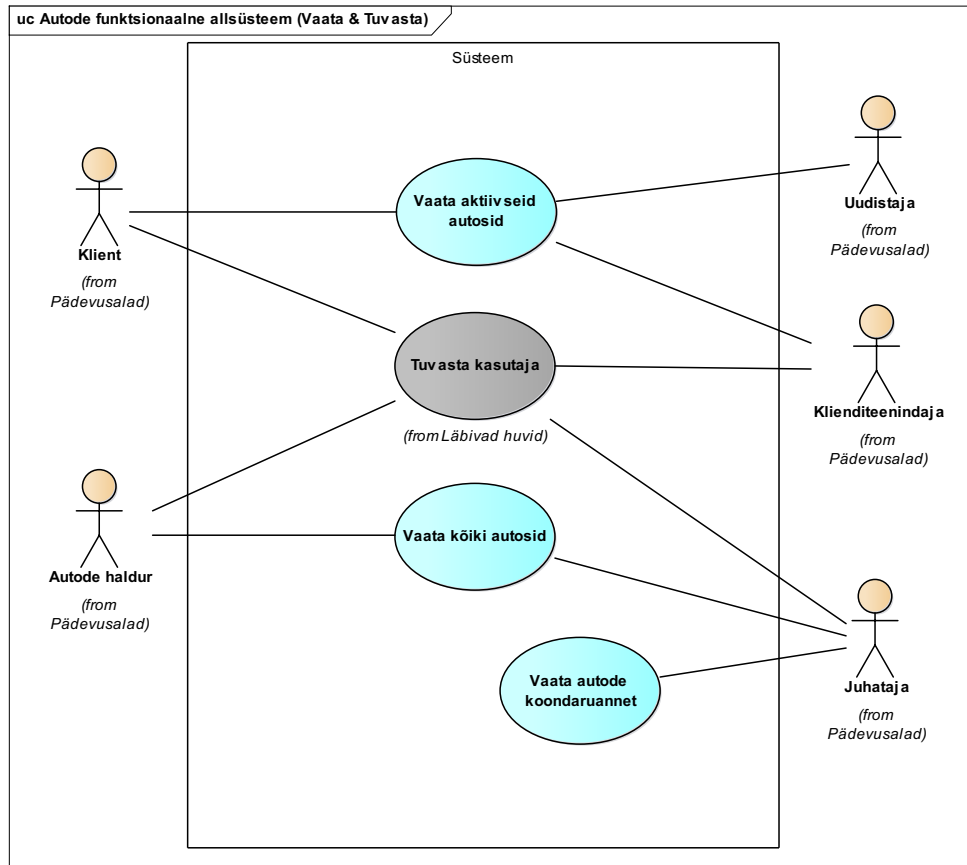 uc Autode funktsionaalne allsüsteem (Vaata & Tuvasta)
Süsteem
Klient
(from
Pädevusalad)
Vaata aktiivseid
autosid
Uudistaja
(from
Pädevusalad)
Tuvasta kasutaja
(from Läbivad huvid)
Klienditeenindaja
(from
Pädevusalad)
Autode haldur
(from
Pädevusalad)
Vaata kõiki autosid
Vaata autode
koondaruannet
Juhataja
(from
Pädevusalad)